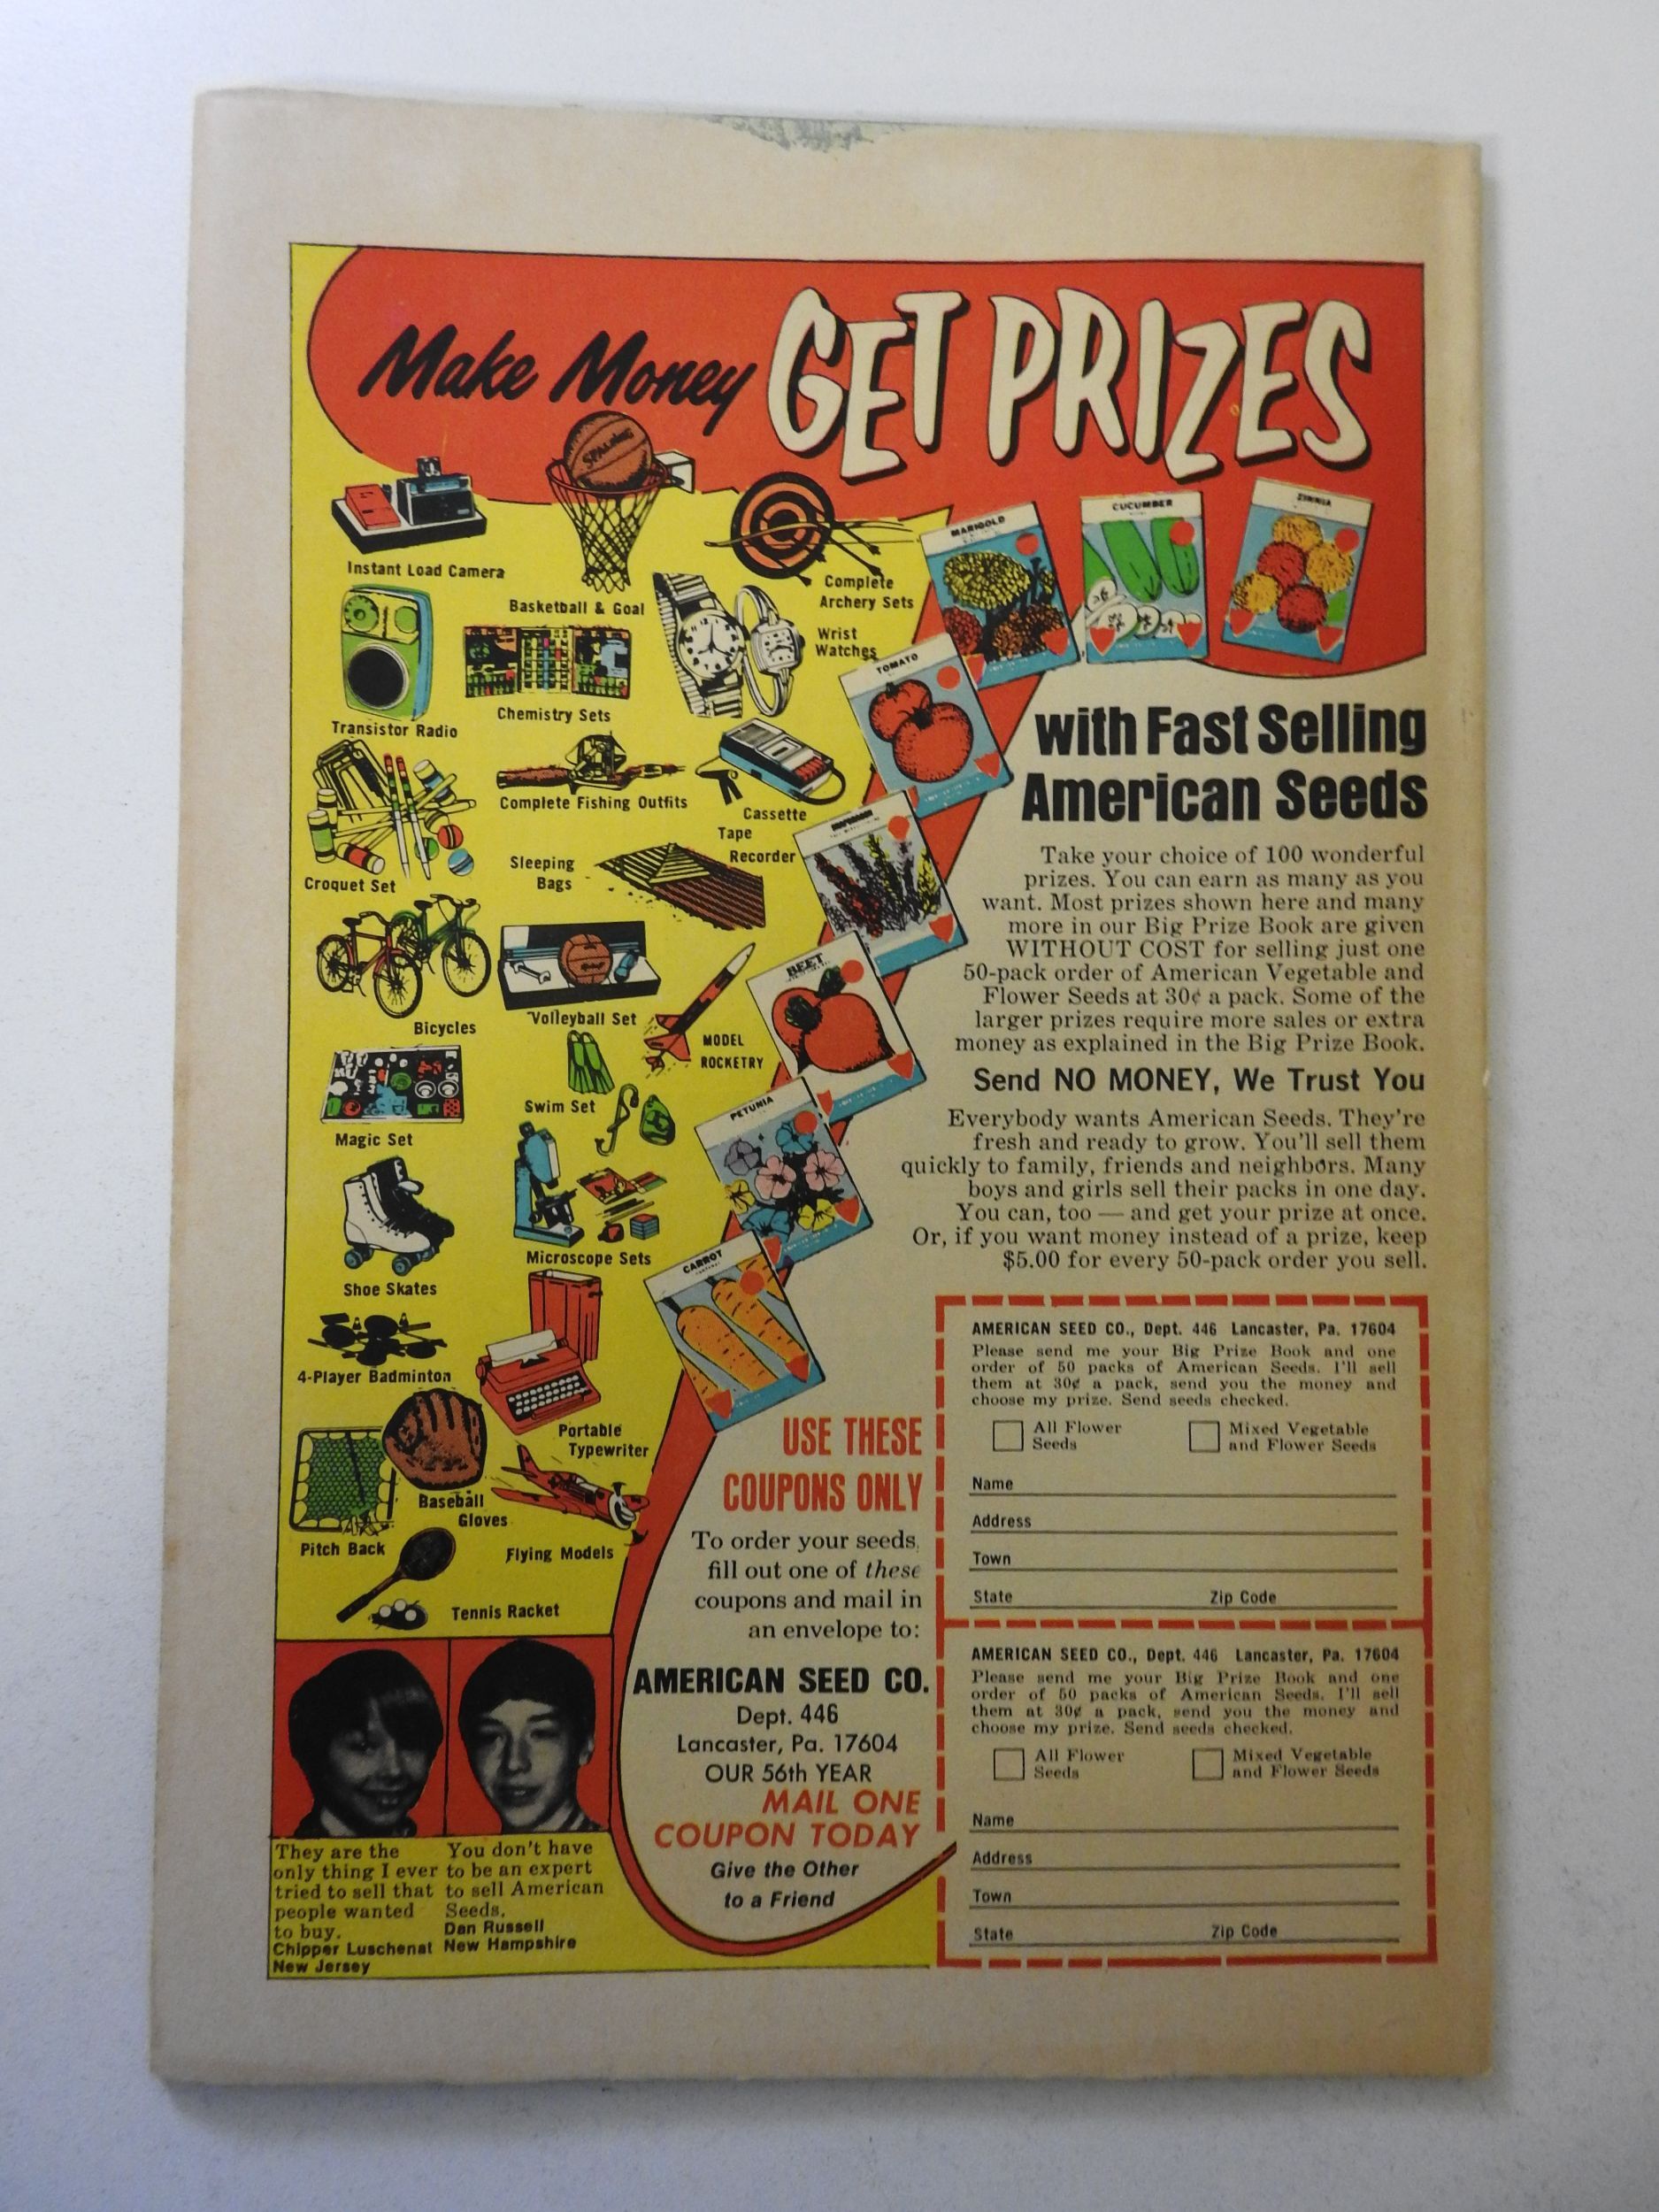 Make Money GET PRIZES
SPALDING
Instant Load Camera
Basketball & Goal
Complete
Archery Sets
Wrist
Watches
Transistor Radio
Chemistry Sets
Complete Fishing Outfits
Cassette
Tape
Recorder
Croquet Set
Sleeping
Bags
Bicycles
Volleyball Set
MODEL
ROCKETRY
Magic Set
Swim Set
Shoe Skates
Microscope Sets
4-Player Badminton
Portable
Typewriter
Baseball
Gloves
Pitch Back
Flying Models
Tennis Racket
MARIGOLD
CUCUMBER
ZINNIA
TOMATO
BEET
PETUNIA
CARROT
with Fast Selling
American Seeds
Take your choice of 100 wonderful
prizes. You can earn as many as you
want. Most prizes shown here and many
more in our Big Prize Book are given
WITHOUT COST for selling just one
50-pack order of American Vegetable and
Flower Seeds at 30¢ a pack. Some of the
larger prizes require more sales or extra
money as explained in the Big Prize Book.
Send NO MONEY, We Trust You
Everybody wants American Seeds. They're
fresh and ready to grow. You'll sell them
quickly to family, friends and neighbors. Many
boys and girls sell their packs in one day.
You can, too — and get your prize at once.
Or, if you want money instead of a prize, keep
$5.00 for every 50-pack order you sell.
USE THESE
COUPONS ONLY
To order your seeds,
fill out one of these
coupons and mail in
an envelope to:
AMERICAN SEED CO.
Dept. 446
Lancaster, Pa. 17604
OUR 56th YEAR
MAIL ONE
COUPON TODAY
Give the Other
to a Friend
AMERICAN SEED CO., Dept. 446 Lancaster, Pa. 17604
Please send me your Big Prize Book and one
order of 50 packs of American Seeds. I'll sell
them at 30¢ a pack, send you the money and
choose my prize. Send seeds checked.
All Flower
Seeds
Mixed Vegetable
and Flower Seeds
Name
Address
Town
State Zip Code
AMERICAN SEED CO., Dept. 446 Lancaster, Pa. 17604
Please send me your Big Prize Book and one
order of 50 packs of American Seeds. I'll sell
them at 30¢ a pack, send you the money and
choose my prize. Send seeds checked.
All Flower
Seeds
Mixed Vegetable
and Flower Seeds
Name
Address
Town
State Zip Code
They are the
only thing I ever
tried to sell that
people wanted
to buy.
Chipper Luschenat
New Jersey
You don't have
to be an expert
to sell American
Seeds.
Dan Russell
New Hampshire